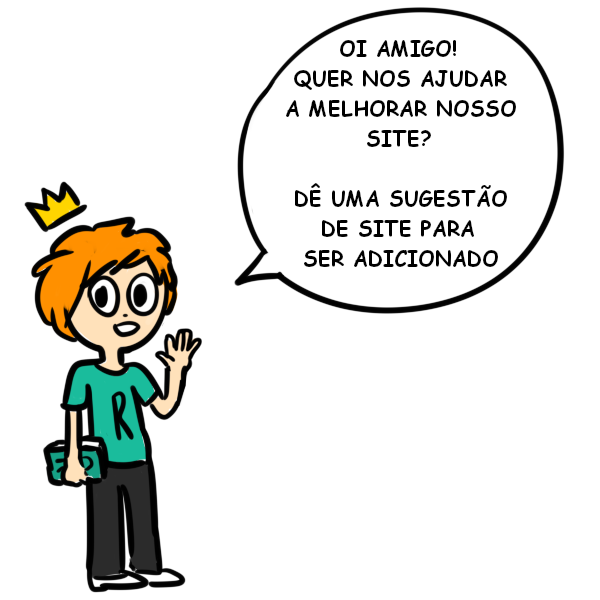 OI AMIGO!
QUER NOS AJUDAR
A MELHORAR NOSSO
SITE?
DÊ UMA SUGESTÃO
DE SITE PARA
SER ADICIONADO
R